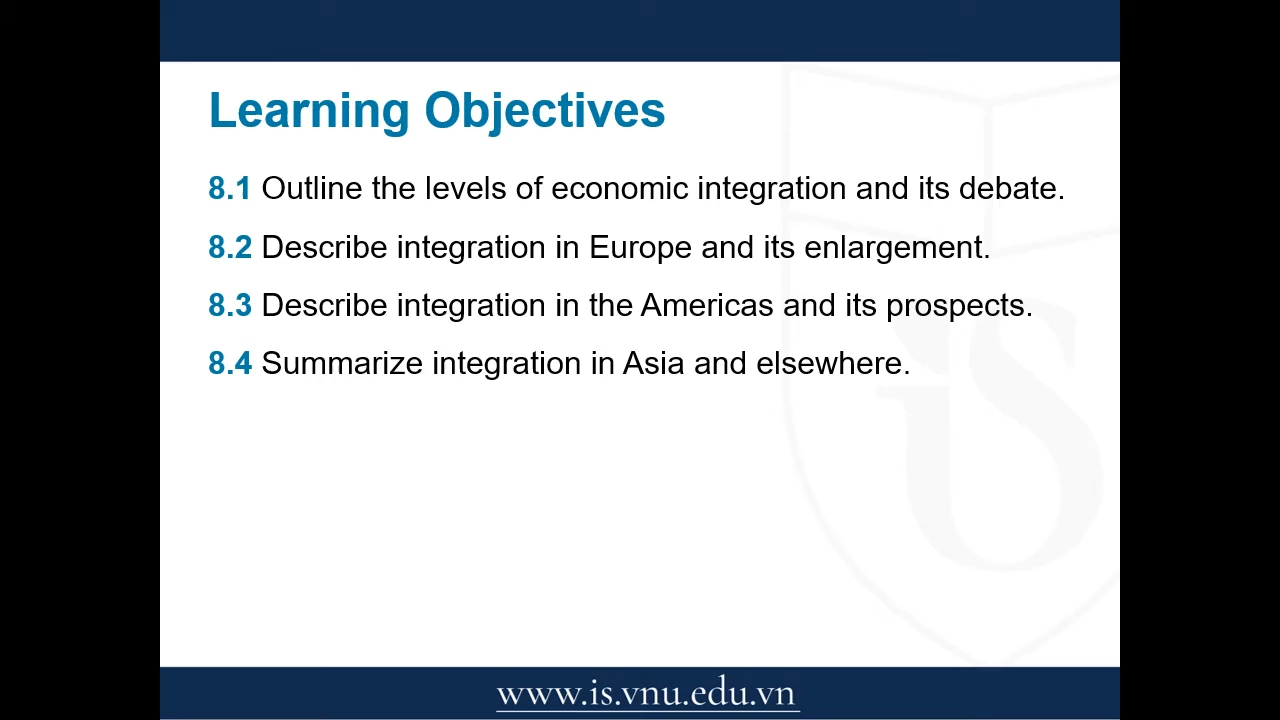 Learning Objectives
8.1 Outline the levels of economic integration and its debate.
8.2 Describe integration in Europe and its enlargement.
8.3 Describe integration in the Americas and its prospects.
8.4 Summarize integration in Asia and elsewhere.
iS
www.is.vnu.edu.vn